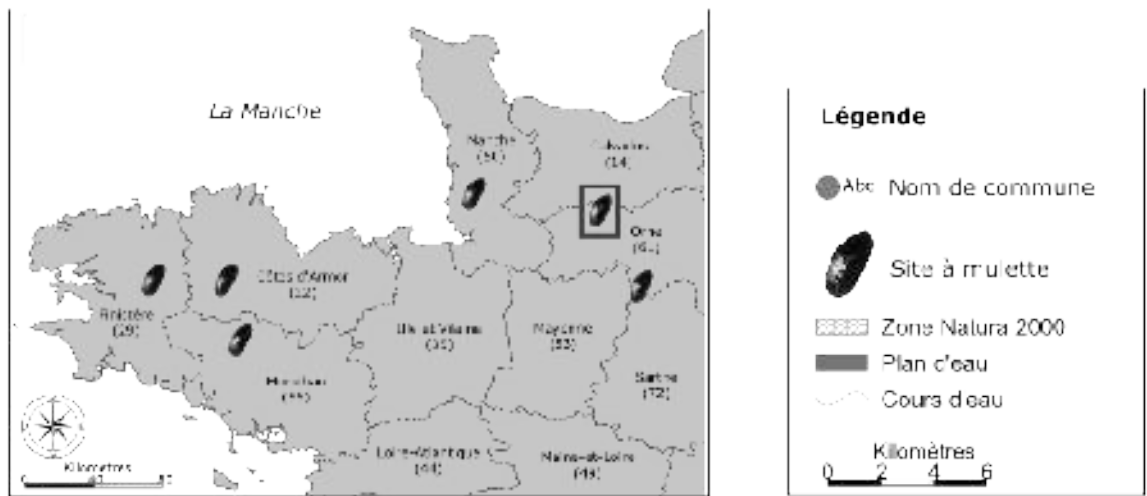 La Manche
Manche
Calvados
(14)
Orne
(61)
Côtes d'Armor
Finistère
(29)
Ille et Vilaine
(35)
Mayenne
(53)
Morbihan
Sarthe
(72)
Loire-Atlantique
(44)
Maine-et-Loire
(49)
Kilomètres
Légende
Abc Nom de commune
Site à mulette
Zone Natura 2000
Plan d'eau
Cours d'eau
Kilomètres
0 2 4 6